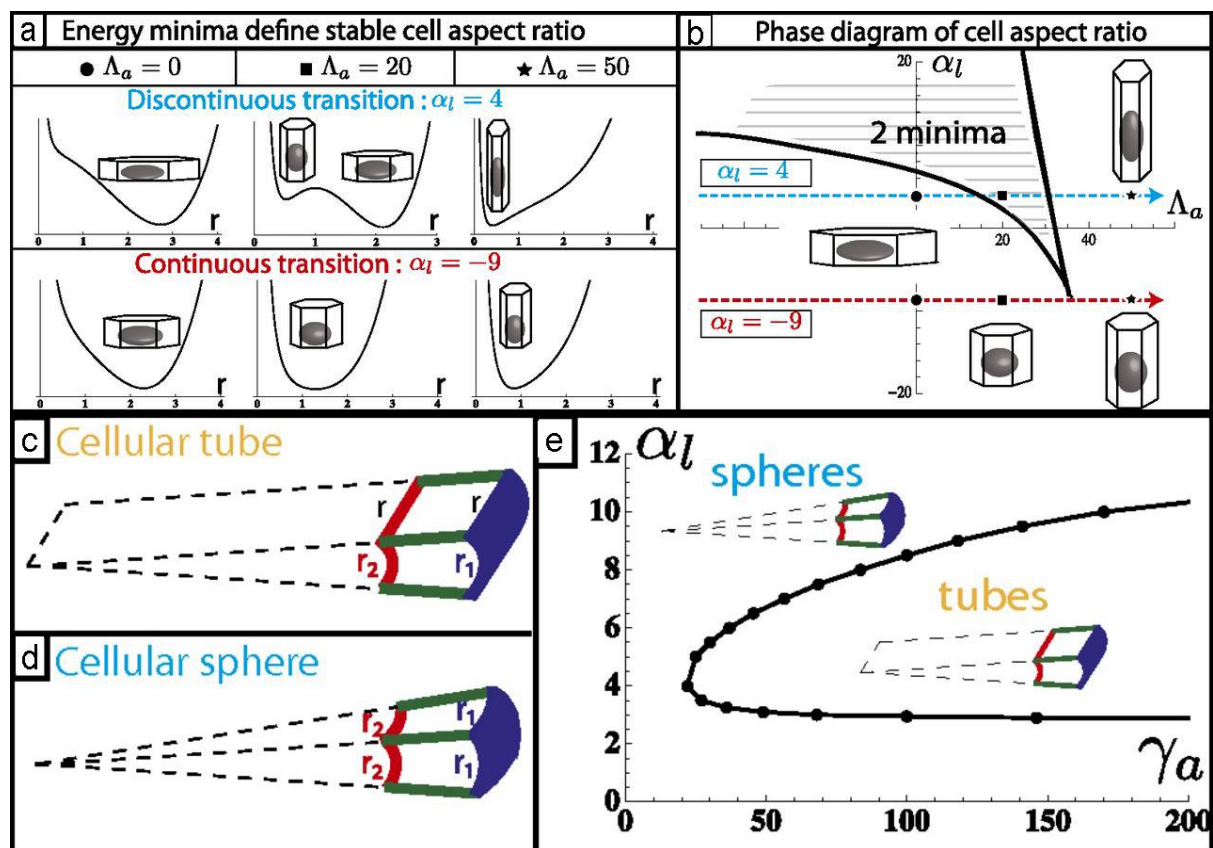 a Energy minima define stable cell aspect ratio
● Λₐ = 0 ■ Λₐ = 20 ★ Λₐ = 50
Discontinuous transition : αₗ = 4
r r r
0 1 2 3 4 0 1 2 3 0 1 2 3 4
Continuous transition : αₗ = −9
r r r
0 1 2 3 4 0 1 2 3 4 0 1 2 3 4
b Phase diagram of cell aspect ratio
20 αₗ
2 minima
αₗ = 4
Λₐ
20 40
αₗ = −9
−20
c Cellular tube
r r
r₂ r₁
d Cellular sphere
r₂ r₁
r₂ r₁
e αₗ
12
spheres
10
8
tubes
6
4
2
γₐ
0
0 50 100 150 200